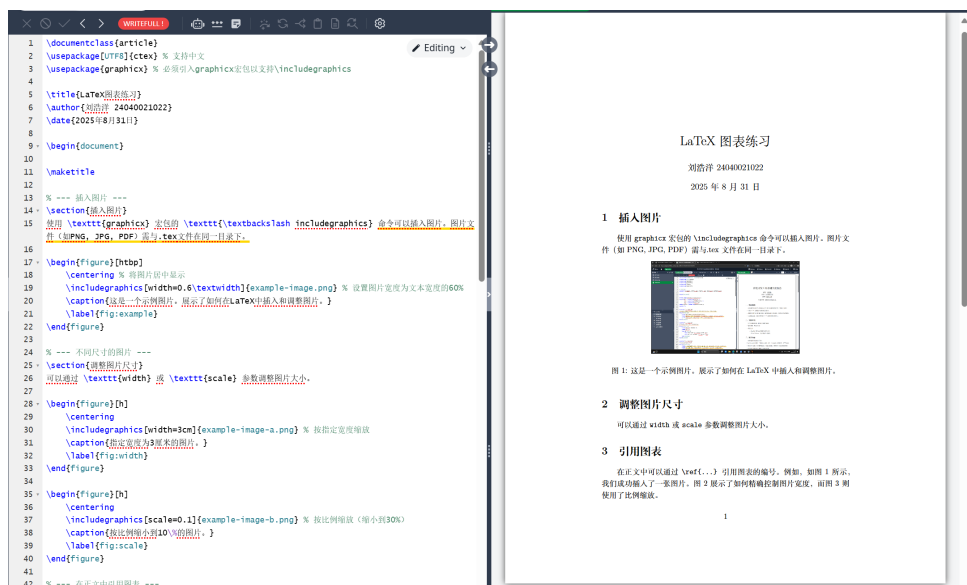 WRITEFULL !
Editing
1 \documentclass{article}
2 \usepackage[UTF8]{ctex} % 支持中文
3 \usepackage{graphicx} % 必须引入graphicx宏包以支持\includegraphics
4
5 \title{LaTeX图表练习}
6 \author{刘浩洋 24040021022}
7 \date{2025年8月31日}
8
9 \begin{document}
10
11 \maketitle
12
13 % --- 插入图片 ---
14 \section{插入图片}
15 使用 \texttt{graphicx} 宏包的 \texttt{\textbackslash includegraphics} 命令可以插入图片。图片文
件（如PNG, JPG, PDF）需与.tex文件在同一目录下。
16
17 \begin{figure}[htbp]
18 \centering % 将图片居中显示
19 \includegraphics[width=0.6\textwidth]{example-image.png} % 设置图片宽度为文本宽度的60%
20 \caption{这是一个示例图片。展示了如何在LaTeX中插入和调整图片。}
21 \label{fig:example}
22 \end{figure}
23
24 % --- 不同尺寸的图片 ---
25 \section{调整图片尺寸}
26 可以通过 \texttt{width} 或 \texttt{scale} 参数调整图片大小。
27
28 \begin{figure}[h]
29 \centering
30 \includegraphics[width=3cm]{example-image-a.png} % 按指定宽度缩放
31 \caption{指定宽度为3厘米的图片。}
32 \label{fig:width}
33 \end{figure}
34
35 \begin{figure}[h]
36 \centering
37 \includegraphics[scale=0.1]{example-image-b.png} % 按比例缩放（缩小到30%）
38 \caption{按比例缩小到10\%的图片。}
39 \label{fig:scale}
40 \end{figure}
41
42 % --- 在正文中引用图表 ---
LaTeX 图表练习
刘浩洋 24040021022
2025 年 8 月 31 日
1 插入图片
使用 graphicx 宏包的 \includegraphics 命令可以插入图片。图片文
件（如 PNG, JPG, PDF）需与.tex 文件在同一目录下。
图 1: 这是一个示例图片。展示了如何在 LaTeX 中插入和调整图片。
2 调整图片尺寸
可以通过 width 或 scale 参数调整图片大小。
3 引用图表
在正文中可以通过 \ref{...} 引用图表的编号。例如，如图 1 所示，
我们成功插入了一张图片。图 2 展示了如何精确控制图片宽度，而图 3 则
使用了比例缩放。
1